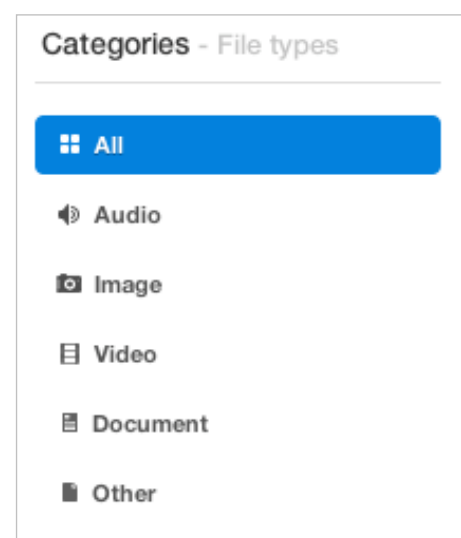 Categories - File types
All
Audio
Image
Video
Document
Other